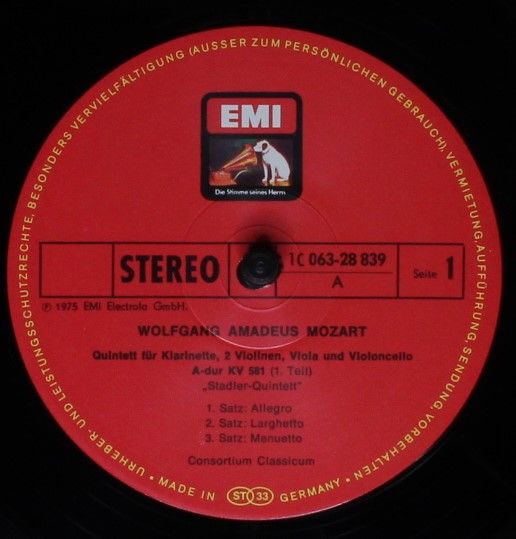 URHEBER- UND LEISTUNGSSCHUTZRECHTE, BESONDERS VERVIELFÄLTIGUNG (AUSSER ZUM PERSÖNLICHEN GEBRAUCH), VERMIETUNG, AUFFÜHRUNG, SENDUNG, VORBEHALTEN
EMI
Die Stimme seines Herrn
STEREO
1C 063-28 839
A
Seite 1
℗ 1975 EMI Electrola GmbH.
WOLFGANG AMADEUS MOZART
Quintett für Klarinette, 2 Violinen, Viola und Violoncello
A-dur KV 581 (1. Teil)
„Stadler-Quintett"
1. Satz: Allegro
2. Satz: Larghetto
3. Satz: Menuetto
Consortium Classicum
• MADE IN ST 33 GERMANY •